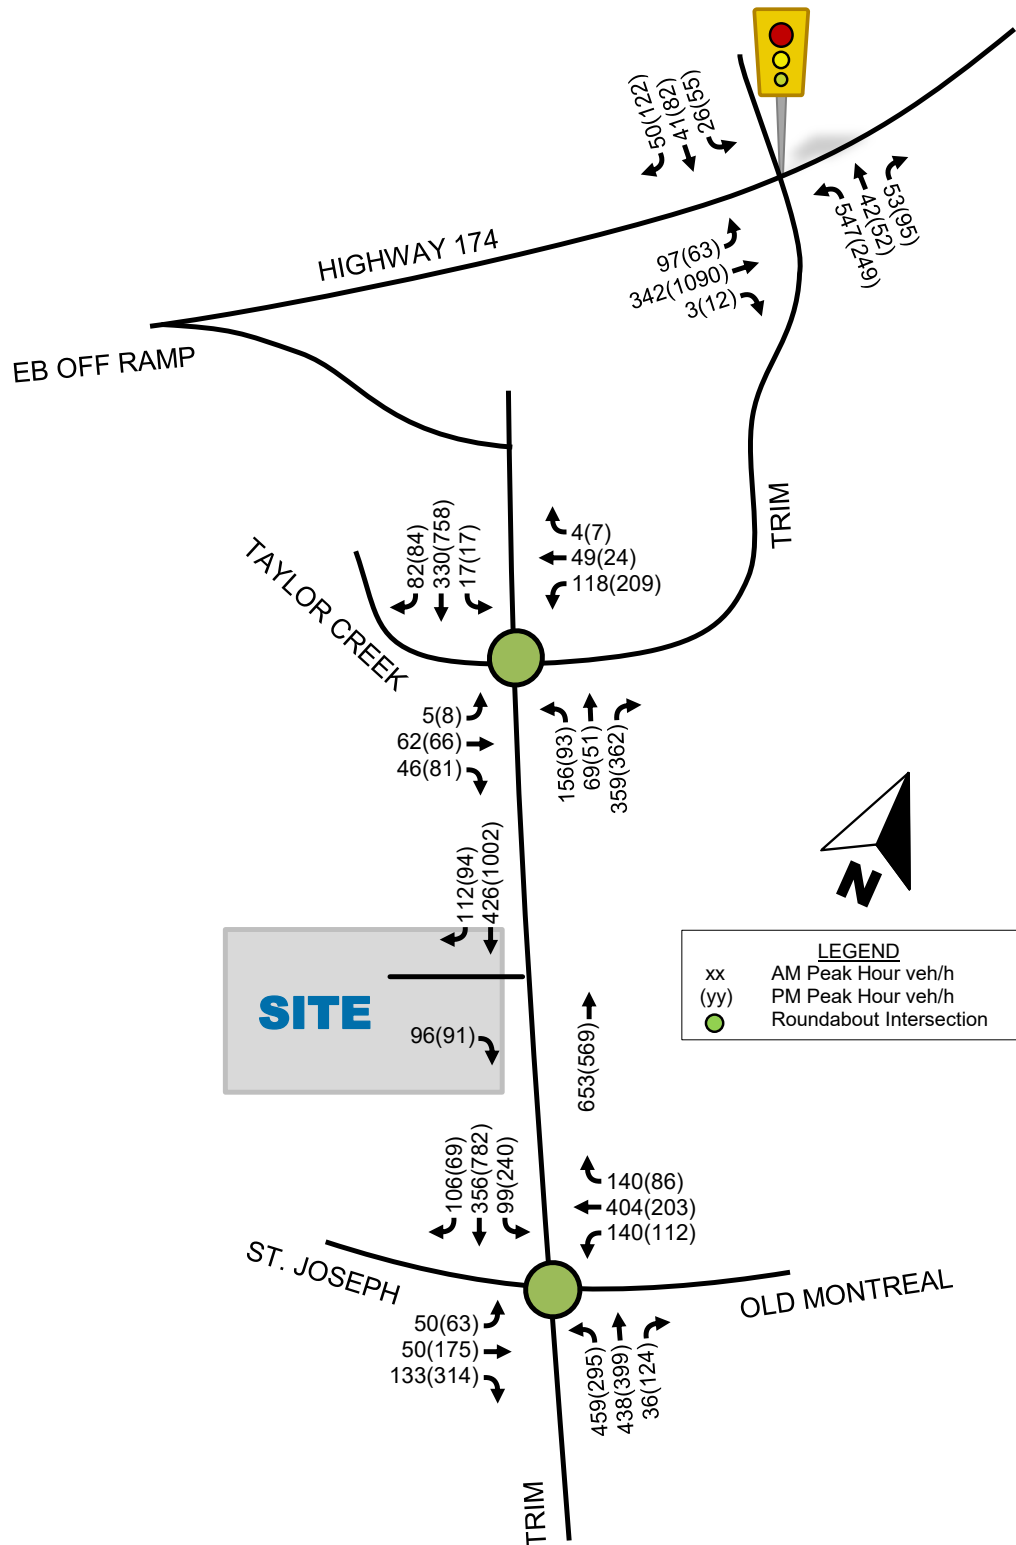 50(122)
41(82)
26(55)
53(95)
42(52)
547(249)
HIGHWAY 174
97(63)
342(1090)
3(12)
EB OFF RAMP
TRIM
82(84)
330(758)
17(17)
4(7)
49(24)
118(209)
TAYLOR CREEK
5(8)
62(66)
46(81)
156(93)
69(51)
359(362)
112(94)
426(1002)
N
LEGEND
xx AM Peak Hour veh/h
(yy) PM Peak Hour veh/h
Roundabout Intersection
SITE
96(91)
653(569)
106(69)
356(782)
99(240)
140(86)
404(203)
140(112)
ST. JOSEPH
OLD MONTREAL
50(63)
50(175)
133(314)
459(295)
438(399)
36(124)
TRIM